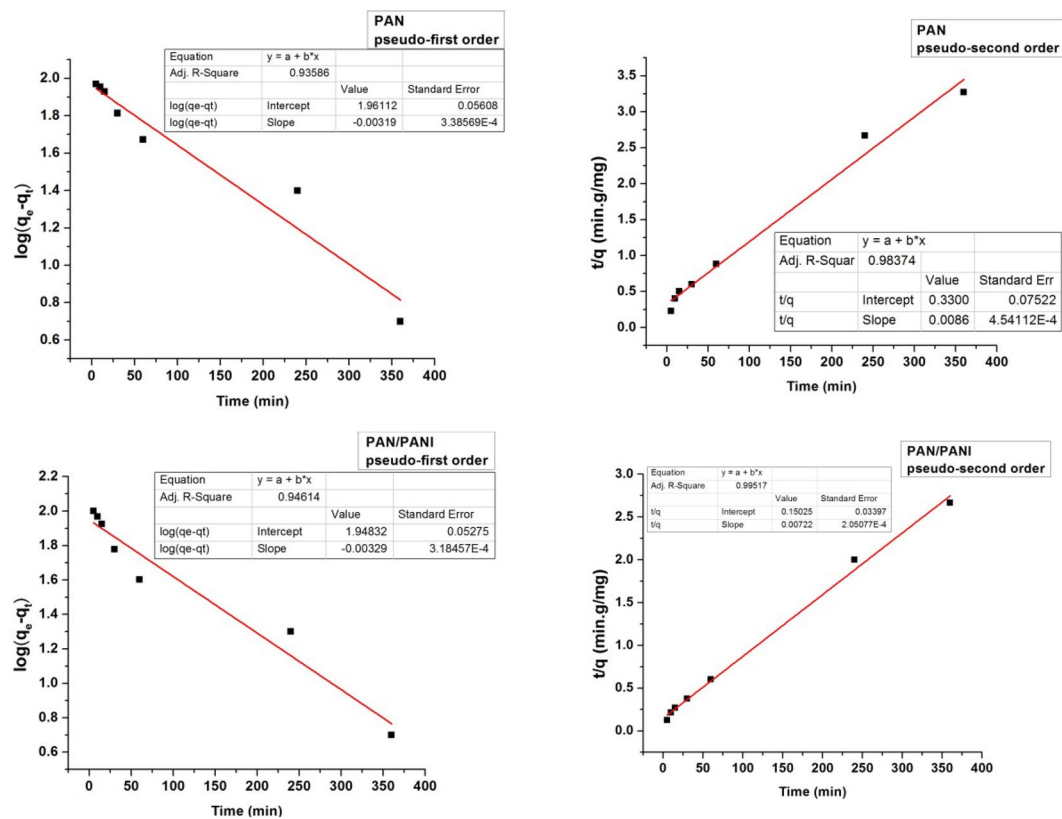 PAN
pseudo-first order
Equation y = a + b*x
Adj. R-Square 0.93586
Value Standard Error
log(qe-qt) Intercept 1.96112 0.05608
log(qe-qt) Slope -0.00319 3.38569E-4
2.0
1.8
1.6
1.4
1.2
1.0
0.8
0.6
log(qe-qt)
0 50 100 150 200 250 300 350 400
Time (min)
PAN
pseudo-second order
3.5
3.0
2.5
2.0
1.5
1.0
0.5
0.0
t/q (min.g/mg)
Equation y = a + b*x
Adj. R-Squar 0.98374
Value Standard Err
t/q Intercept 0.3300 0.07522
t/q Slope 0.0086 4.54112E-4
0 50 100 150 200 250 300 350 400
Time (min)
PAN/PANI
pseudo-first order
Equation y = a + b*x
Adj. R-Square 0.94614
Value Standard Error
log(qe-qt) Intercept 1.94832 0.05275
log(qe-qt) Slope -0.00329 3.18457E-4
2.2
2.0
1.8
1.6
1.4
1.2
1.0
0.8
0.6
log(qe-qt)
0 50 100 150 200 250 300 350 400
Time (min)
PAN/PANI
pseudo-second order
Equation y = a + b*x
Adj. R-Square 0.99517
Value Standard Error
t/q Intercept 0.15025 0.03397
t/q Slope 0.00722 2.05077E-4
3.0
2.5
2.0
1.5
1.0
0.5
0.0
t/q (min.g/mg)
0 50 100 150 200 250 300 350 400
Time (min)